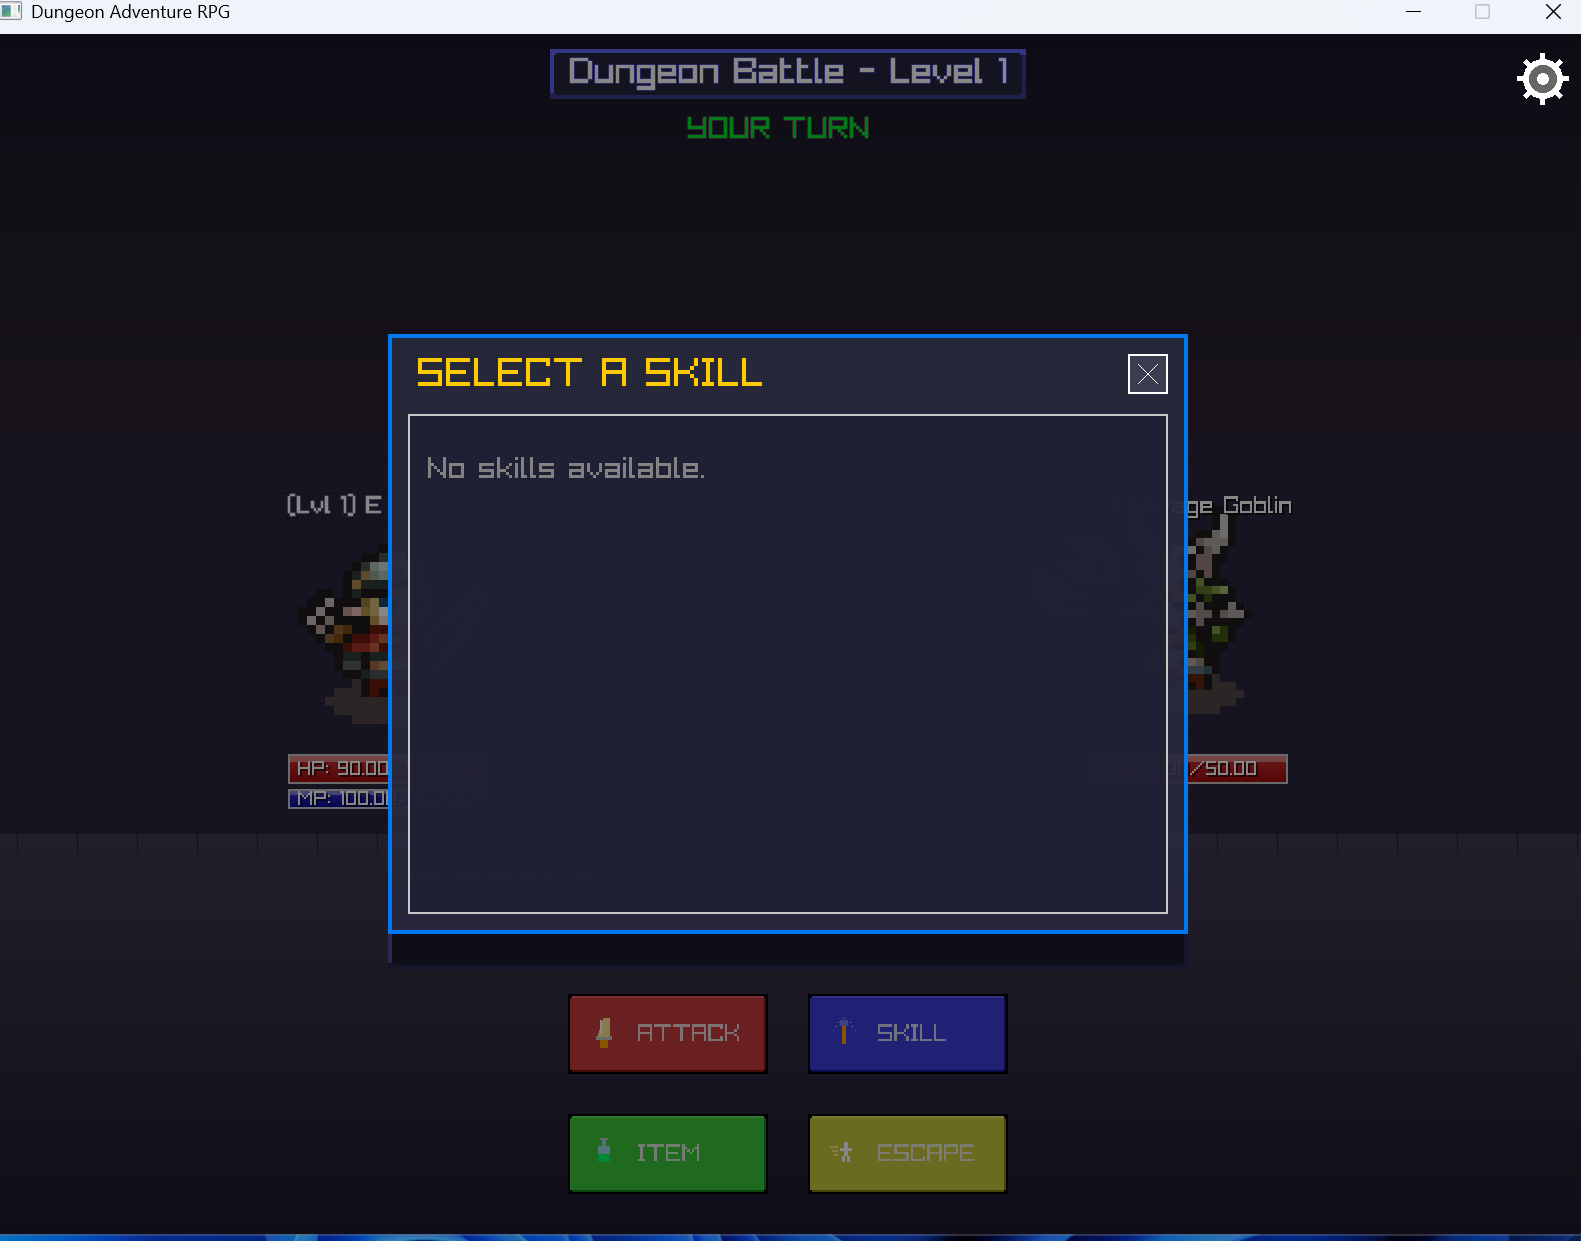 Dungeon Adventure RPG
Dungeon Battle - Level 1
YOUR TURN
SELECT A SKILL
No skills available.
(Lvl 1) E
Goblin
HP: 90.00
/50.00
MP: 100.00
ATTACK
SKILL
ITEM
ESCAPE